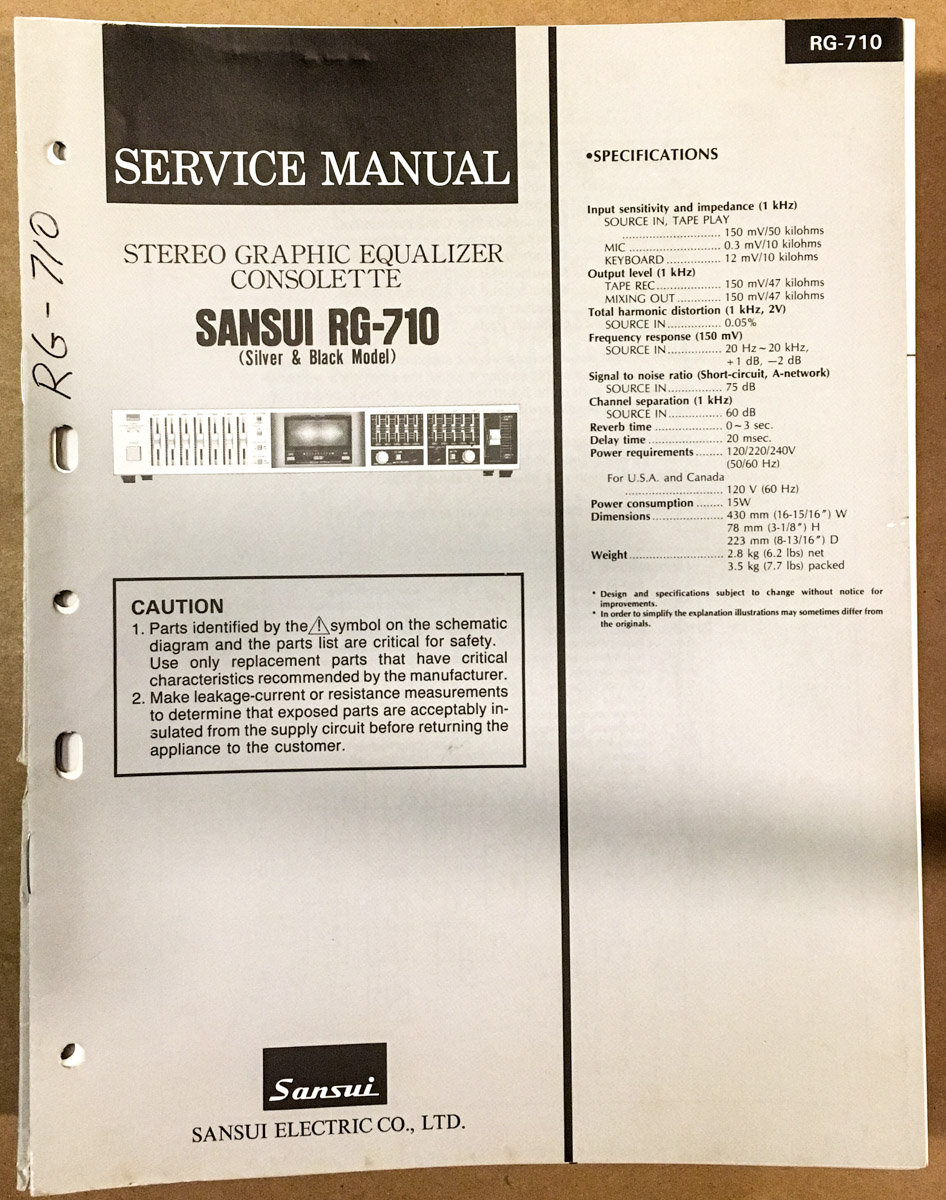 RG-710
SERVICE MANUAL
RG-710
STEREO GRAPHIC EQUALIZER
CONSOLETTE
SANSUI RG-710
(Silver & Black Model)
CAUTION
1. Parts identified by the ⚠ symbol on the schematic
diagram and the parts list are critical for safety.
Use only replacement parts that have critical
characteristics recommended by the manufacturer.
2. Make leakage-current or resistance measurements
to determine that exposed parts are acceptably in-
sulated from the supply circuit before returning the
appliance to the customer.
Sansui
SANSUI ELECTRIC CO., LTD.
•SPECIFICATIONS
Input sensitivity and impedance (1 kHz)
SOURCE IN, TAPE PLAY
............................ 150 mV/50 kilohms
MIC .......................... 0.3 mV/10 kilohms
KEYBOARD ................ 12 mV/10 kilohms
Output level (1 kHz)
TAPE REC................... 150 mV/47 kilohms
MIXING OUT ............. 150 mV/47 kilohms
Total harmonic distortion (1 kHz, 2V)
SOURCE IN................ 0.05%
Frequency response (150 mV)
SOURCE IN................ 20 Hz~20 kHz,
+1 dB, −2 dB
Signal to noise ratio (Short-circuit, A-network)
SOURCE IN................ 75 dB
Channel separation (1 kHz)
SOURCE IN................ 60 dB
Reverb time .................... 0~3 sec.
Delay time ...................... 20 msec.
Power requirements........ 120/220/240V
(50/60 Hz)
For U.S.A. and Canada
............................ 120 V (60 Hz)
Power consumption ........ 15W
Dimensions ..................... 430 mm (16-15/16″) W
78 mm (3-1/8″) H
223 mm (8-13/16″) D
Weight............................ 2.8 kg (6.2 lbs) net
3.5 kg (7.7 lbs) packed
* Design and specifications subject to change without notice for
improvements.
* In order to simplify the explanation illustrations may sometimes differ from
the originals.